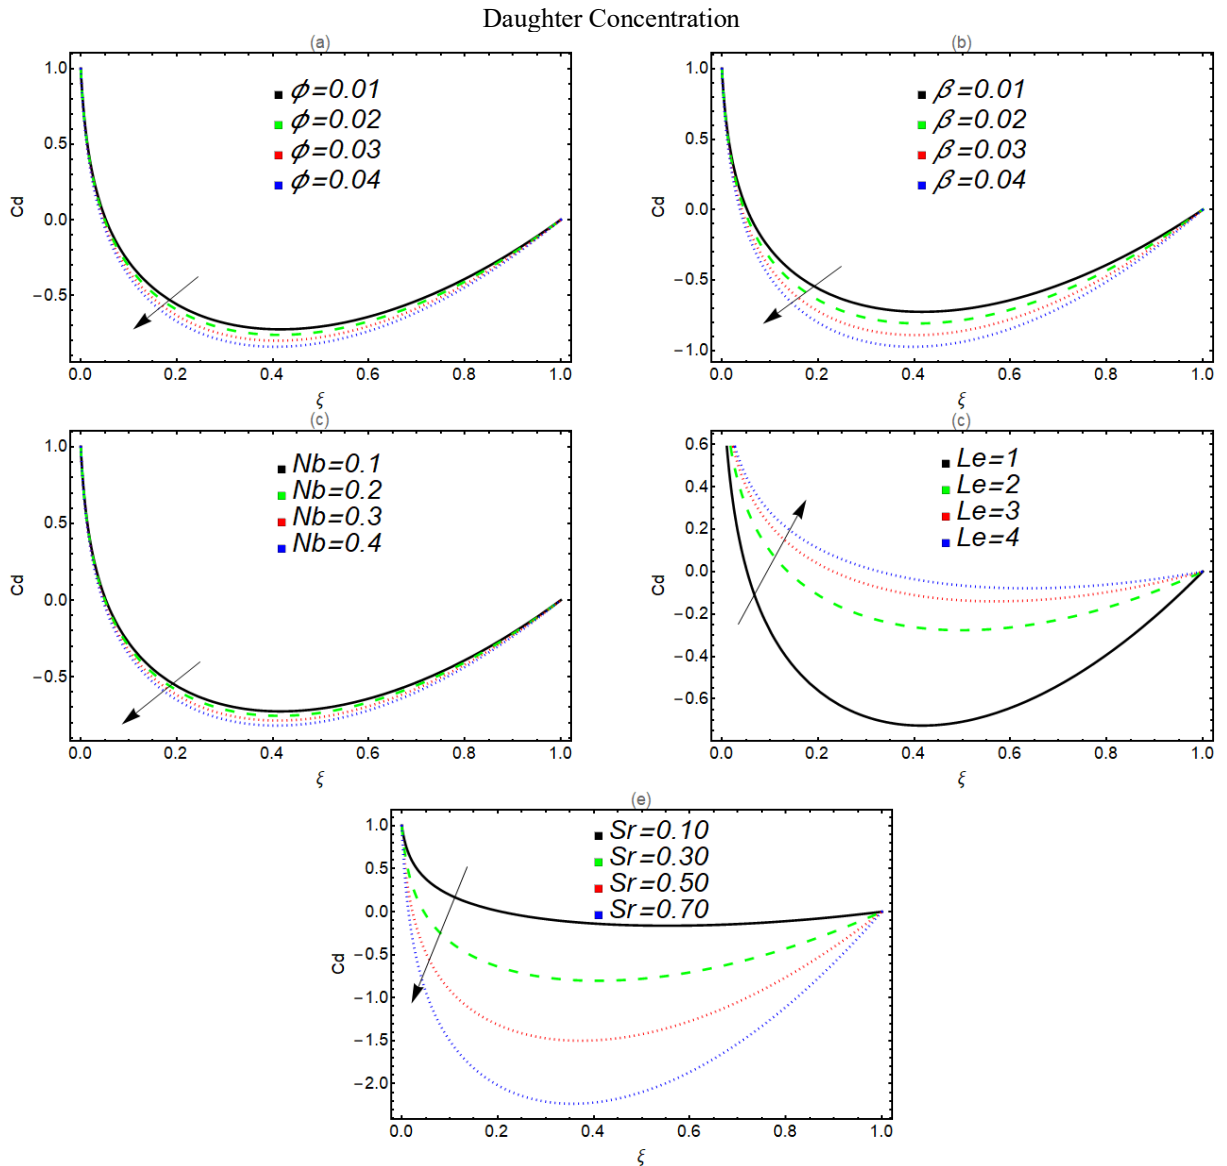 Daughter Concentration
(a)
ϕ=0.01
ϕ=0.02
ϕ=0.03
ϕ=0.04
1.0
0.5
0.0
−0.5
Cd
0.0 0.2 0.4 0.6 0.8 1.0
ξ
(b)
β=0.01
β=0.02
β=0.03
β=0.04
1.0
0.5
0.0
−0.5
−1.0
Cd
0.0 0.2 0.4 0.6 0.8 1.0
ξ
(c)
Nb=0.1
Nb=0.2
Nb=0.3
Nb=0.4
1.0
0.5
0.0
−0.5
Cd
0.0 0.2 0.4 0.6 0.8 1.0
ξ
(c)
Le=1
Le=2
Le=3
Le=4
0.6
0.4
0.2
0.0
−0.2
−0.4
−0.6
Cd
0.0 0.2 0.4 0.6 0.8 1.0
ξ
(e)
Sr=0.10
Sr=0.30
Sr=0.50
Sr=0.70
1.0
0.5
0.0
−0.5
−1.0
−1.5
−2.0
Cd
0.0 0.2 0.4 0.6 0.8 1.0
ξ